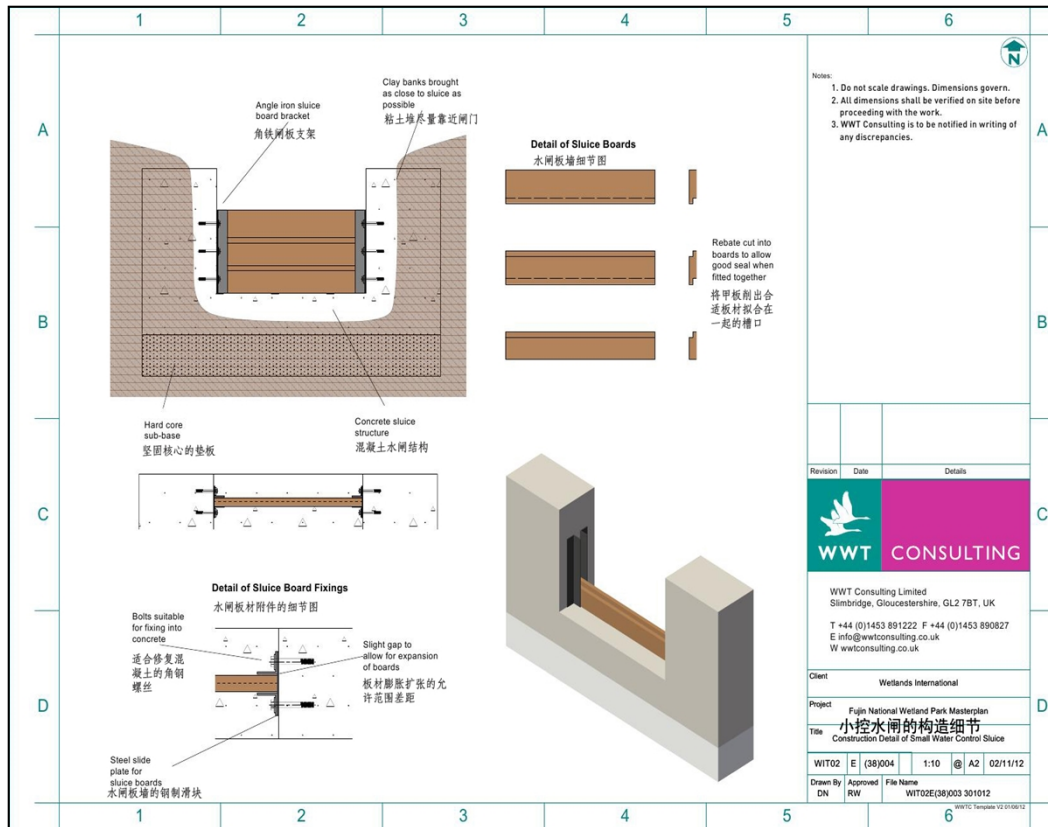 1 2 3 4 5 6
A
B
C
D
Angle iron sluice
board bracket
角铁闸板支架
Clay banks brought
as close to sluice as
possible
粘土堆尽量靠近闸门
Hard core
sub-base
坚固核心的垫板
Concrete sluice
structure
混凝土水闸结构
Detail of Sluice Boards
水闸板墙细节图
Rebate cut into
boards to allow
good seal when
fitted together
将甲板削出合
适板材拟合在
一起的槽口
Detail of Sluice Board Fixings
水闸板材附件的细节图
Bolts suitable
for fixing into
concrete
适合修复混
凝土的角钢
螺丝
Slight gap to
allow for expansion
of boards
板材膨胀扩张的允
许范围差距
Steel slide
plate for
sluice boards
水闸板墙的钢制滑块
N
Notes:
1. Do not scale drawings. Dimensions govern.
2. All dimensions shall be verified on site before
proceeding with the work.
3. WWT Consulting is to be notified in writing of
any discrepancies.
Revision Date Details
WWT CONSULTING
WWT Consulting Limited
Slimbridge, Gloucestershire, GL2 7BT, UK
T +44 (0)1453 891222 F +44 (0)1453 890827
E info@wwtconsulting.co.uk
W wwtconsulting.co.uk
Client
Wetlands International
Project
Fujin National Wetland Park Masterplan
Title
小控水闸的构造细节
Construction Detail of Small Water Control Sluice
WIT02 E (38)004 1:10 @ A2 02/11/12
Drawn By Approved File Name
DN RW WIT02E(38)003 301012
WWTC Template V2 01/06/12
A
B
C
D
1 2 3 4 5 6